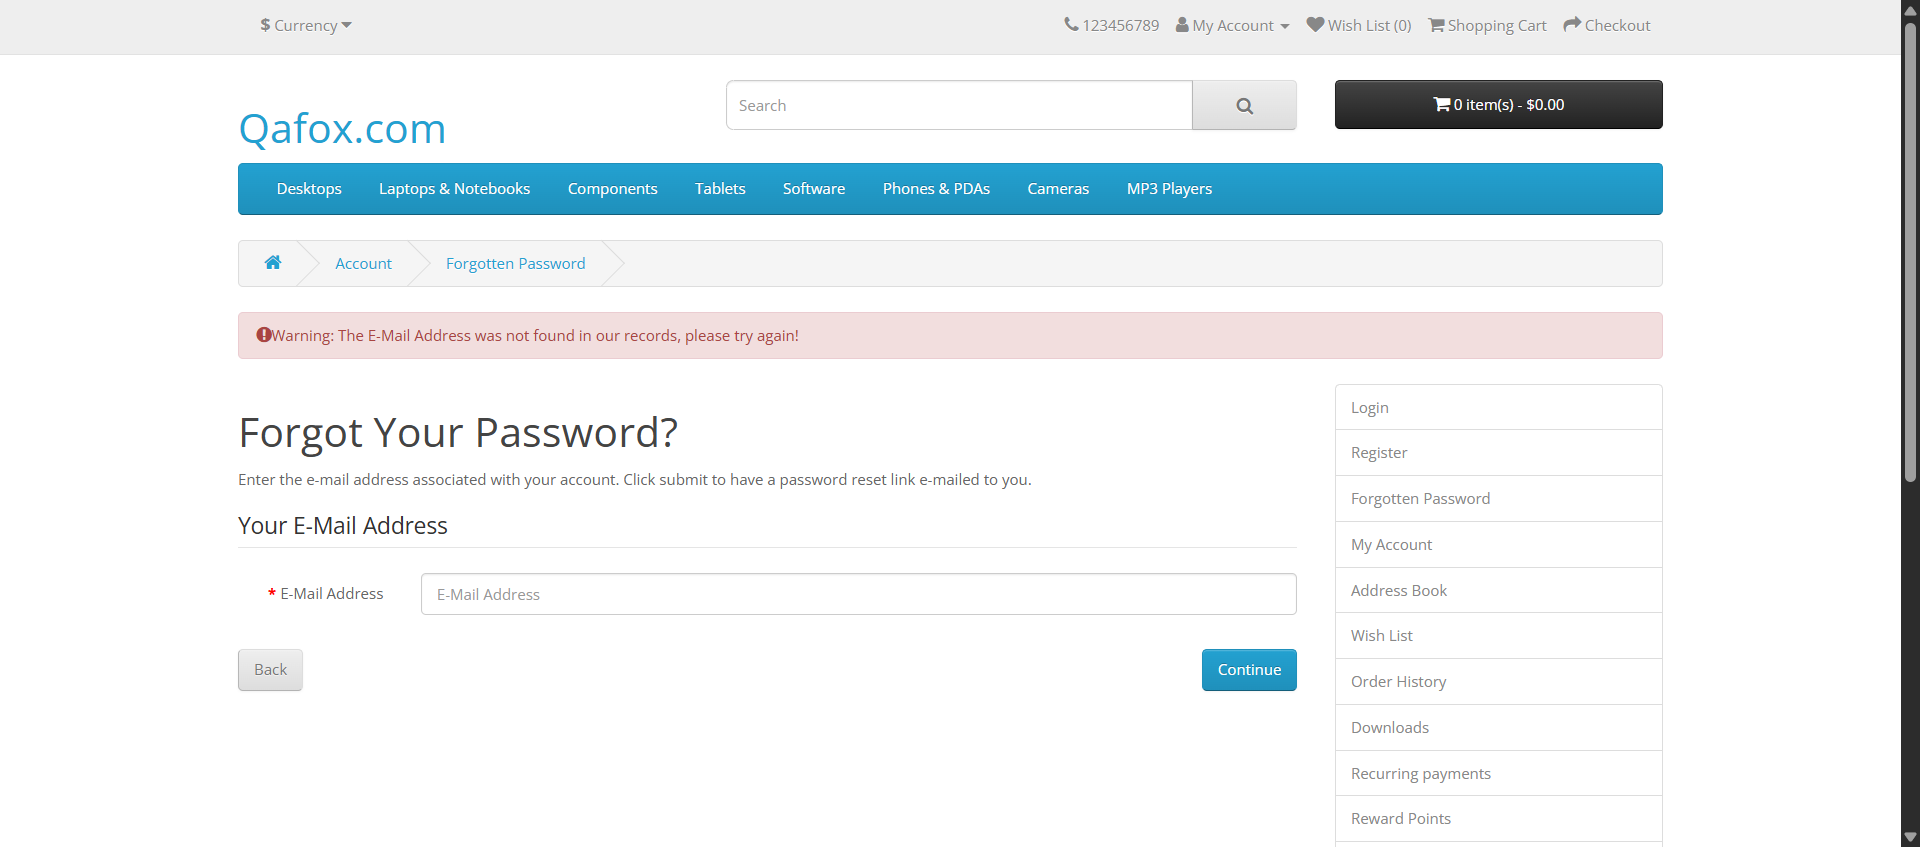 $ Currency
123456789 My Account Wish List (0) Shopping Cart Checkout
Qafox.com
Search
0 item(s) - $0.00
Desktops Laptops & Notebooks Components Tablets Software Phones & PDAs Cameras MP3 Players
Account Forgotten Password
Warning: The E-Mail Address was not found in our records, please try again!
Forgot Your Password?
Enter the e-mail address associated with your account. Click submit to have a password reset link e-mailed to you.
Your E-Mail Address
* E-Mail Address E-Mail Address
Back Continue
Login
Register
Forgotten Password
My Account
Address Book
Wish List
Order History
Downloads
Recurring payments
Reward Points